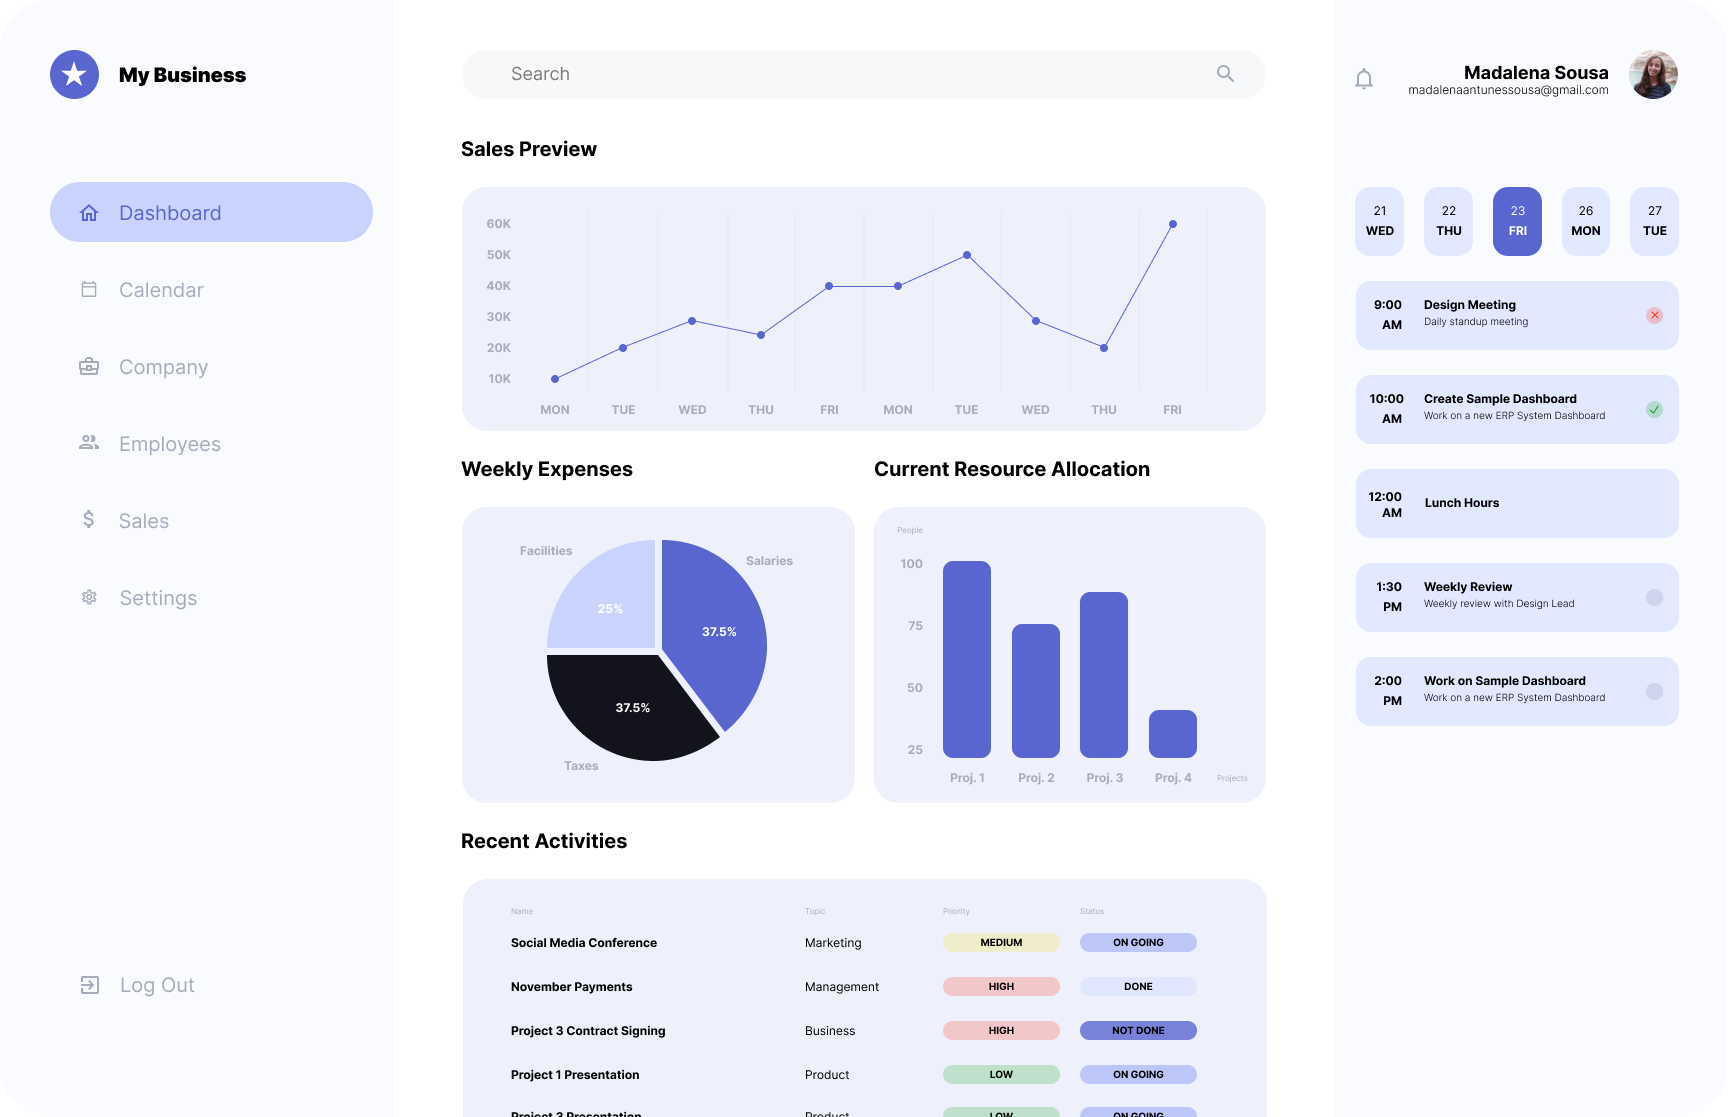 My Business
Dashboard
Calendar
Company
Employees
Sales
Settings
Log Out
Search
Sales Preview
60K
50K
40K
30K
20K
10K
MON TUE WED THU FRI MON TUE WED THU FRI
Weekly Expenses
Facilities
Salaries
25%
37.5%
37.5%
Taxes
Current Resource Allocation
People
100
75
50
25
Proj. 1 Proj. 2 Proj. 3 Proj. 4 Projects
Recent Activities
Name Topic Priority Status
Social Media Conference Marketing MEDIUM ON GOING
November Payments Management HIGH DONE
Project 3 Contract Signing Business HIGH NOT DONE
Project 1 Presentation Product LOW ON GOING
Project 3 Presentation Product LOW ON GOING
Madalena Sousa
madalenaantunessousa@gmail.com
21 22 23 26 27
WED THU FRI MON TUE
9:00 AM
Design Meeting
Daily standup meeting
10:00 AM
Create Sample Dashboard
Work on a new ERP System Dashboard
12:00 AM
Lunch Hours
1:30 PM
Weekly Review
Weekly review with Design Lead
2:00 PM
Work on Sample Dashboard
Work on a new ERP System Dashboard